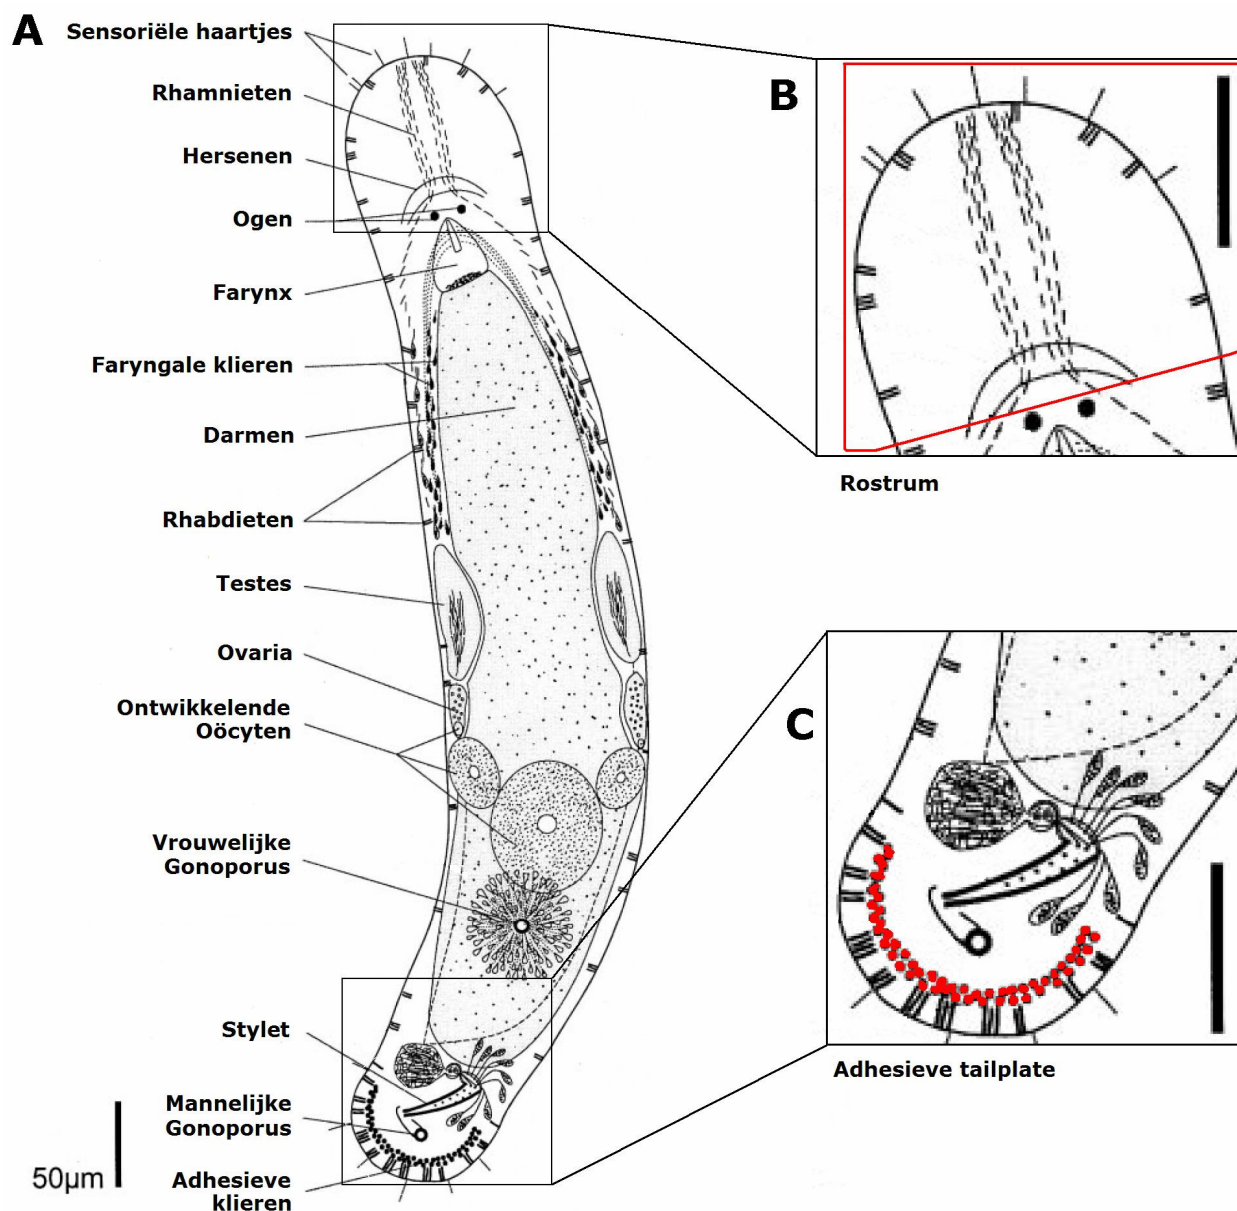 A
Sensoriële haartjes
Rhamnieten
Hersenen
Ogen
Farynx
Faryngale klieren
Darmen
Rhabdieten
Testes
Ovaria
Ontwikkelende
Oöcyten
Vrouwelijke
Gonoporus
Stylet
Mannelijke
Gonoporus
50µm
Adhesieve
klieren
B
Rostrum
C
Adhesieve tailplate